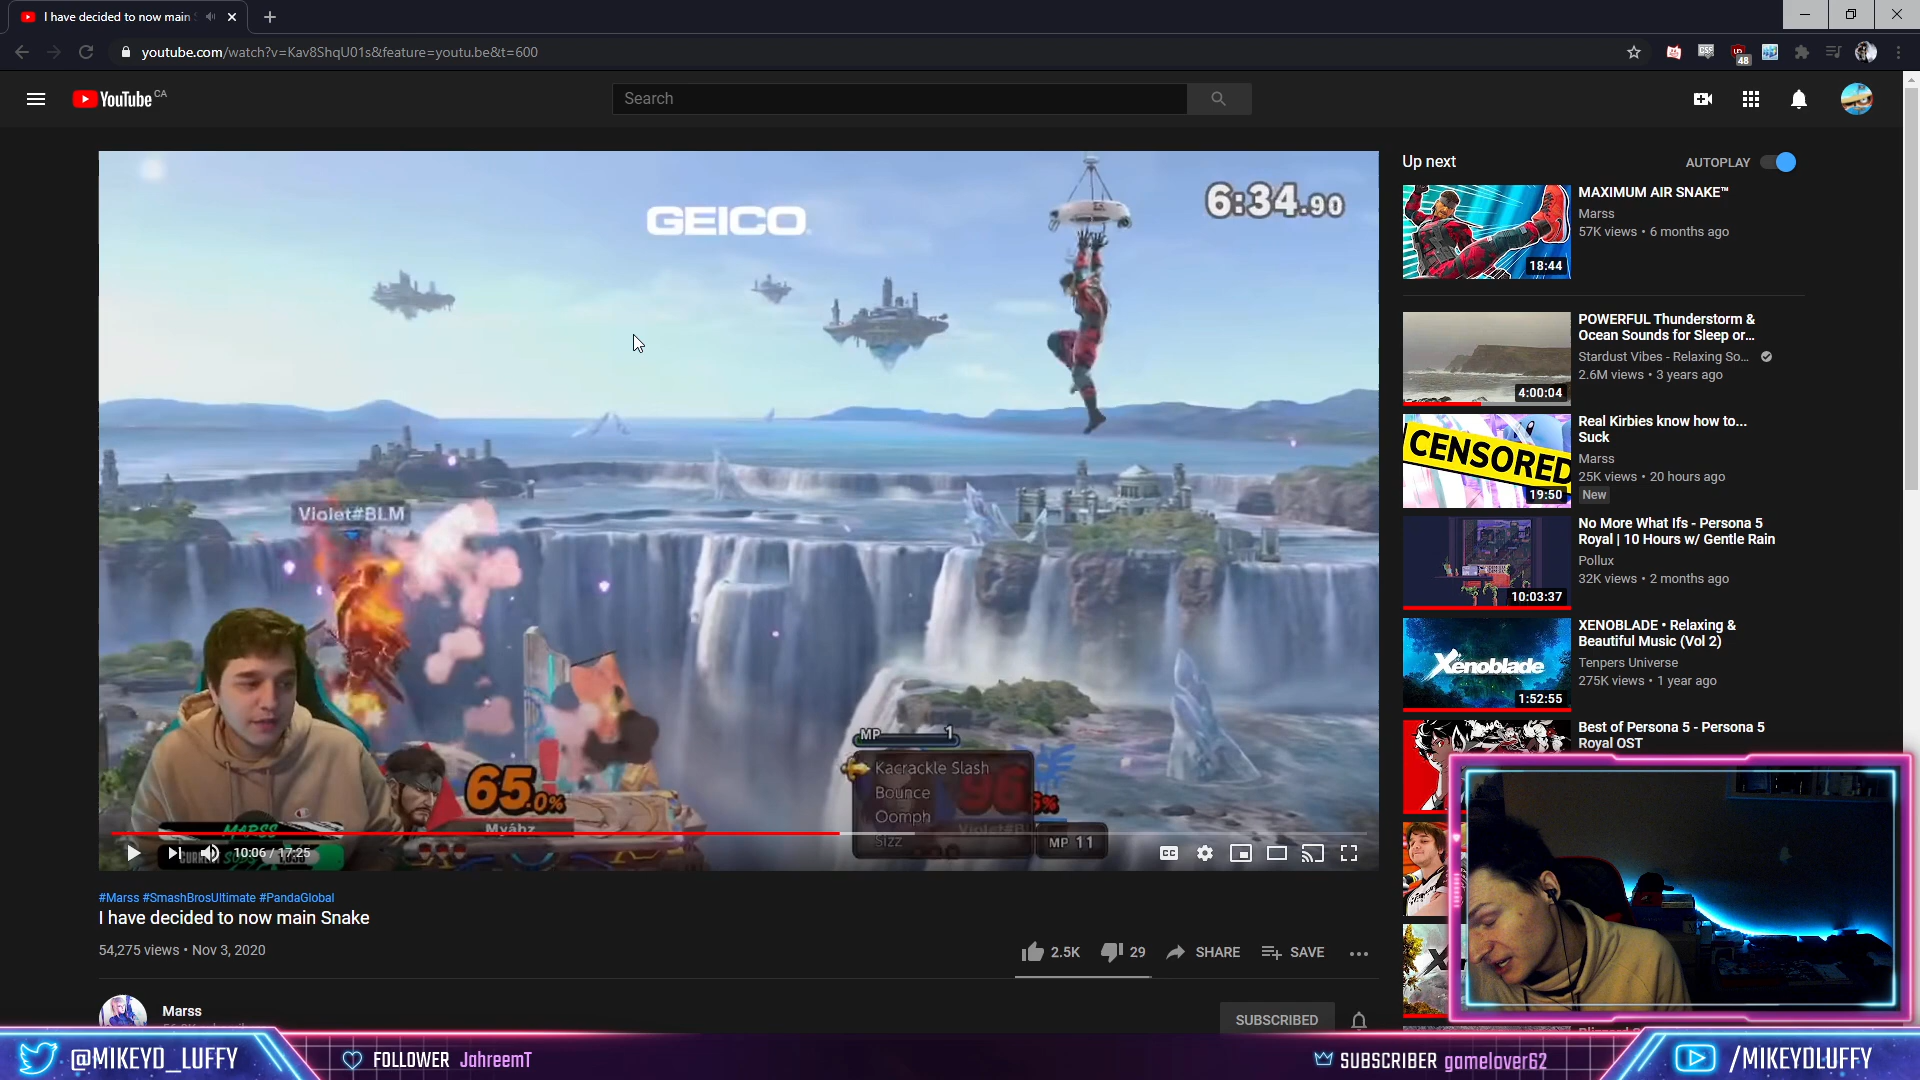 I have decided to now main
youtube.com/watch?v=Kav8ShqU01s&feature=youtu.be&t=600
48
YouTube CA
Search
GEICO
6:34.90
Violet#BLM
MP 1
Kacrackle Slash
Bounce
Oomph
Sizz
MP 11
65.0%
Myábz
MARSS
10:06 / 17:25
CC
#Marss #SmashBrosUltimate #PandaGlobal
I have decided to now main Snake
54,275 views • Nov 3, 2020
2.5K
29
SHARE
SAVE
Marss
SUBSCRIBED
Up next
AUTOPLAY
MAXIMUM AIR SNAKE™
Marss
57K views • 6 months ago
18:44
POWERFUL Thunderstorm &
Ocean Sounds for Sleep or...
Stardust Vibes - Relaxing So...
2.6M views • 3 years ago
4:00:04
CENSORED
19:50
Real Kirbies know how to...
Suck
Marss
25K views • 20 hours ago
New
No More What Ifs - Persona 5
Royal | 10 Hours w/ Gentle Rain
Pollux
32K views • 2 months ago
10:03:37
Xenoblade
1:52:55
XENOBLADE • Relaxing &
Beautiful Music (Vol 2)
Tenpers Universe
275K views • 1 year ago
Best of Persona 5 - Persona 5
Royal OST
@MIKEYD_LUFFY
FOLLOWER JahreemT
SUBSCRIBER gamelover62
/MIKEYDLUFFY